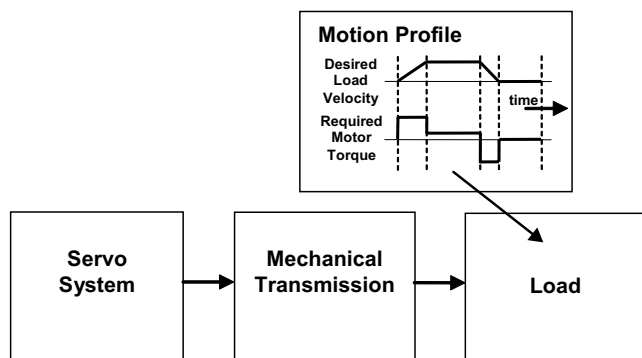 Motion Profile
Desired
Load
Velocity
time
Required
Motor
Torque
Servo
System
Mechanical
Transmission
Load